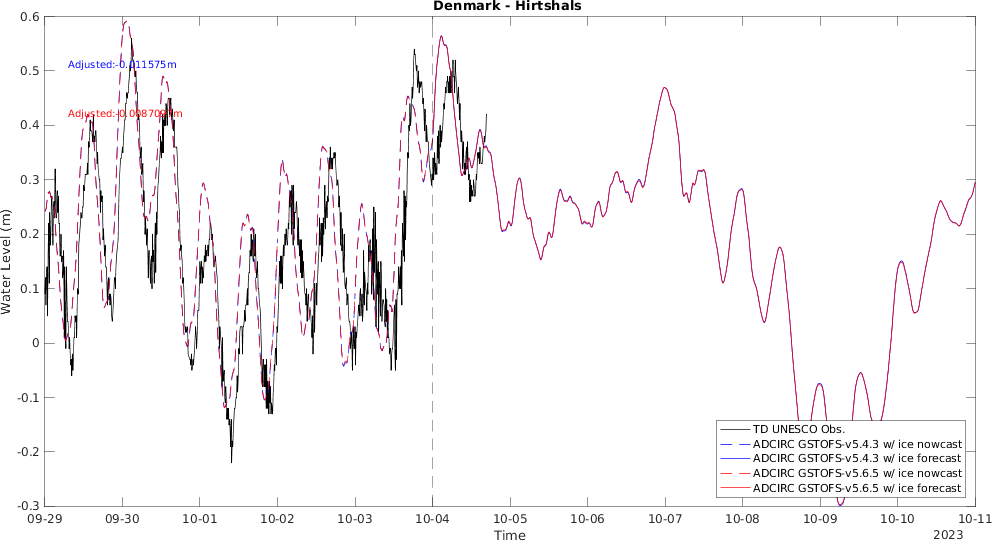 Denmark - Hirtshals
0.6
0.5
0.4
0.3
0.2
0.1
0
-0.1
-0.2
-0.3
Water Level (m)
Adjusted:-0.011575m
TD UNESCO Obs.
ADCIRC GSTOFS-v5.4.3 w/ ice nowcast
ADCIRC GSTOFS-v5.4.3 w/ ice forecast
ADCIRC GSTOFS-v5.6.5 w/ ice nowcast
ADCIRC GSTOFS-v5.6.5 w/ ice forecast
09-29 09-30 10-01 10-02 10-03 10-04 10-05 10-06 10-07 10-08 10-09 10-10 10-11
Time
2023